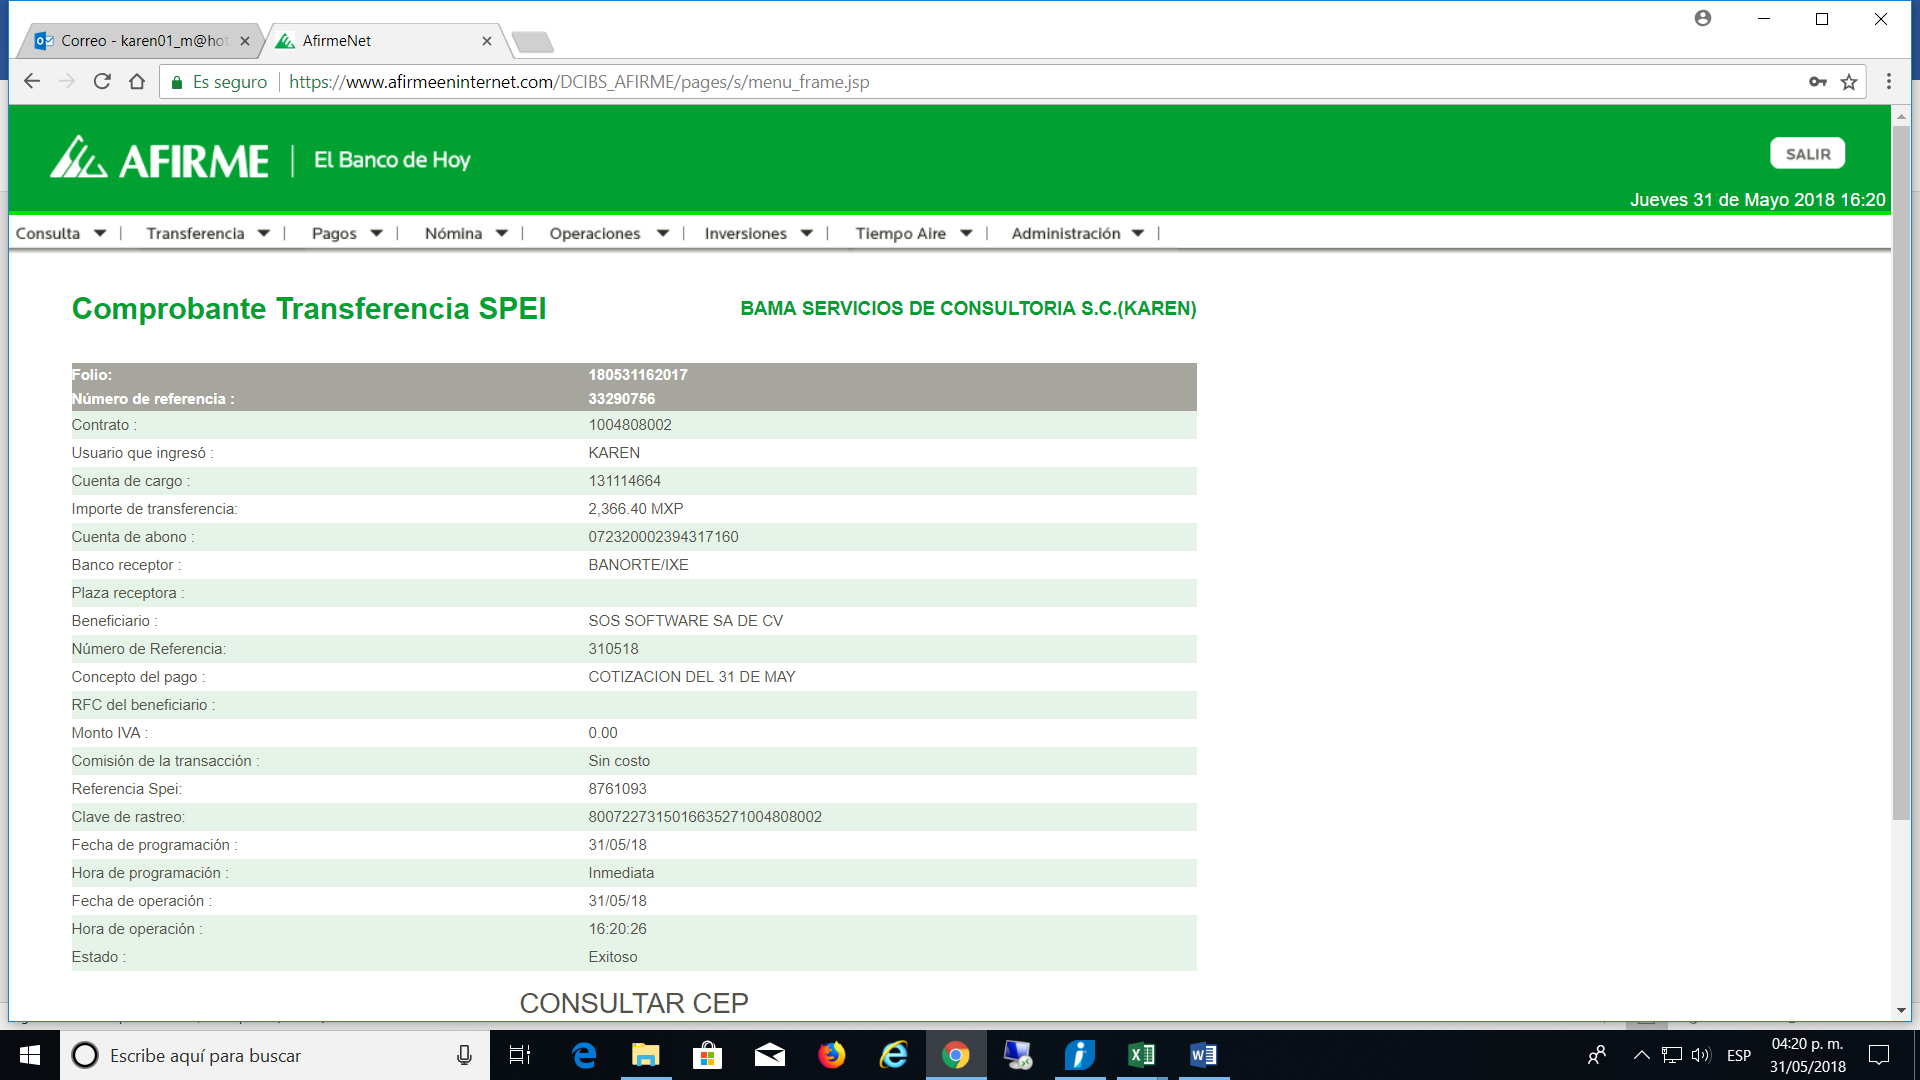 Correo - karen01_m@hot
AfirmeNet
Es seguro
https://www.afirmeeninternet.com/DCIBS_AFIRME/pages/s/menu_frame.jsp
AFIRME | El Banco de Hoy
SALIR
Jueves 31 de Mayo 2018 16:20
Consulta | Transferencia | Pagos | Nómina | Operaciones | Inversiones | Tiempo Aire | Administración |
Comprobante Transferencia SPEI
BAMA SERVICIOS DE CONSULTORIA S.C.(KAREN)
Folio: 180531162017
Número de referencia : 33290756
Contrato : 1004808002
Usuario que ingresó : KAREN
Cuenta de cargo : 131114664
Importe de transferencia: 2,366.40 MXP
Cuenta de abono : 072320002394317160
Banco receptor : BANORTE/IXE
Plaza receptora :
Beneficiario : SOS SOFTWARE SA DE CV
Número de Referencia: 310518
Concepto del pago : COTIZACION DEL 31 DE MAY
RFC del beneficiario :
Monto IVA : 0.00
Comisión de la transacción : Sin costo
Referencia Spei: 8761093
Clave de rastreo: 8007227315016635271004808002
Fecha de programación : 31/05/18
Hora de programación : Inmediata
Fecha de operación : 31/05/18
Hora de operación : 16:20:26
Estado : Exitoso
CONSULTAR CEP
Escribe aquí para buscar
ESP
04:20 p. m.
31/05/2018